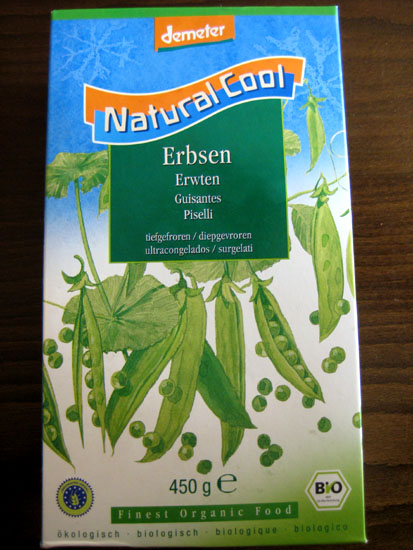 demeter
Natural Cool
Erbsen
Erwten
Guisantes
Piselli
tiefgefroren / diepgevroren
ultracongelados / surgelati
450 g e
BIO
Finest Organic Food
ökologisch - biologisch - biologique - biologico